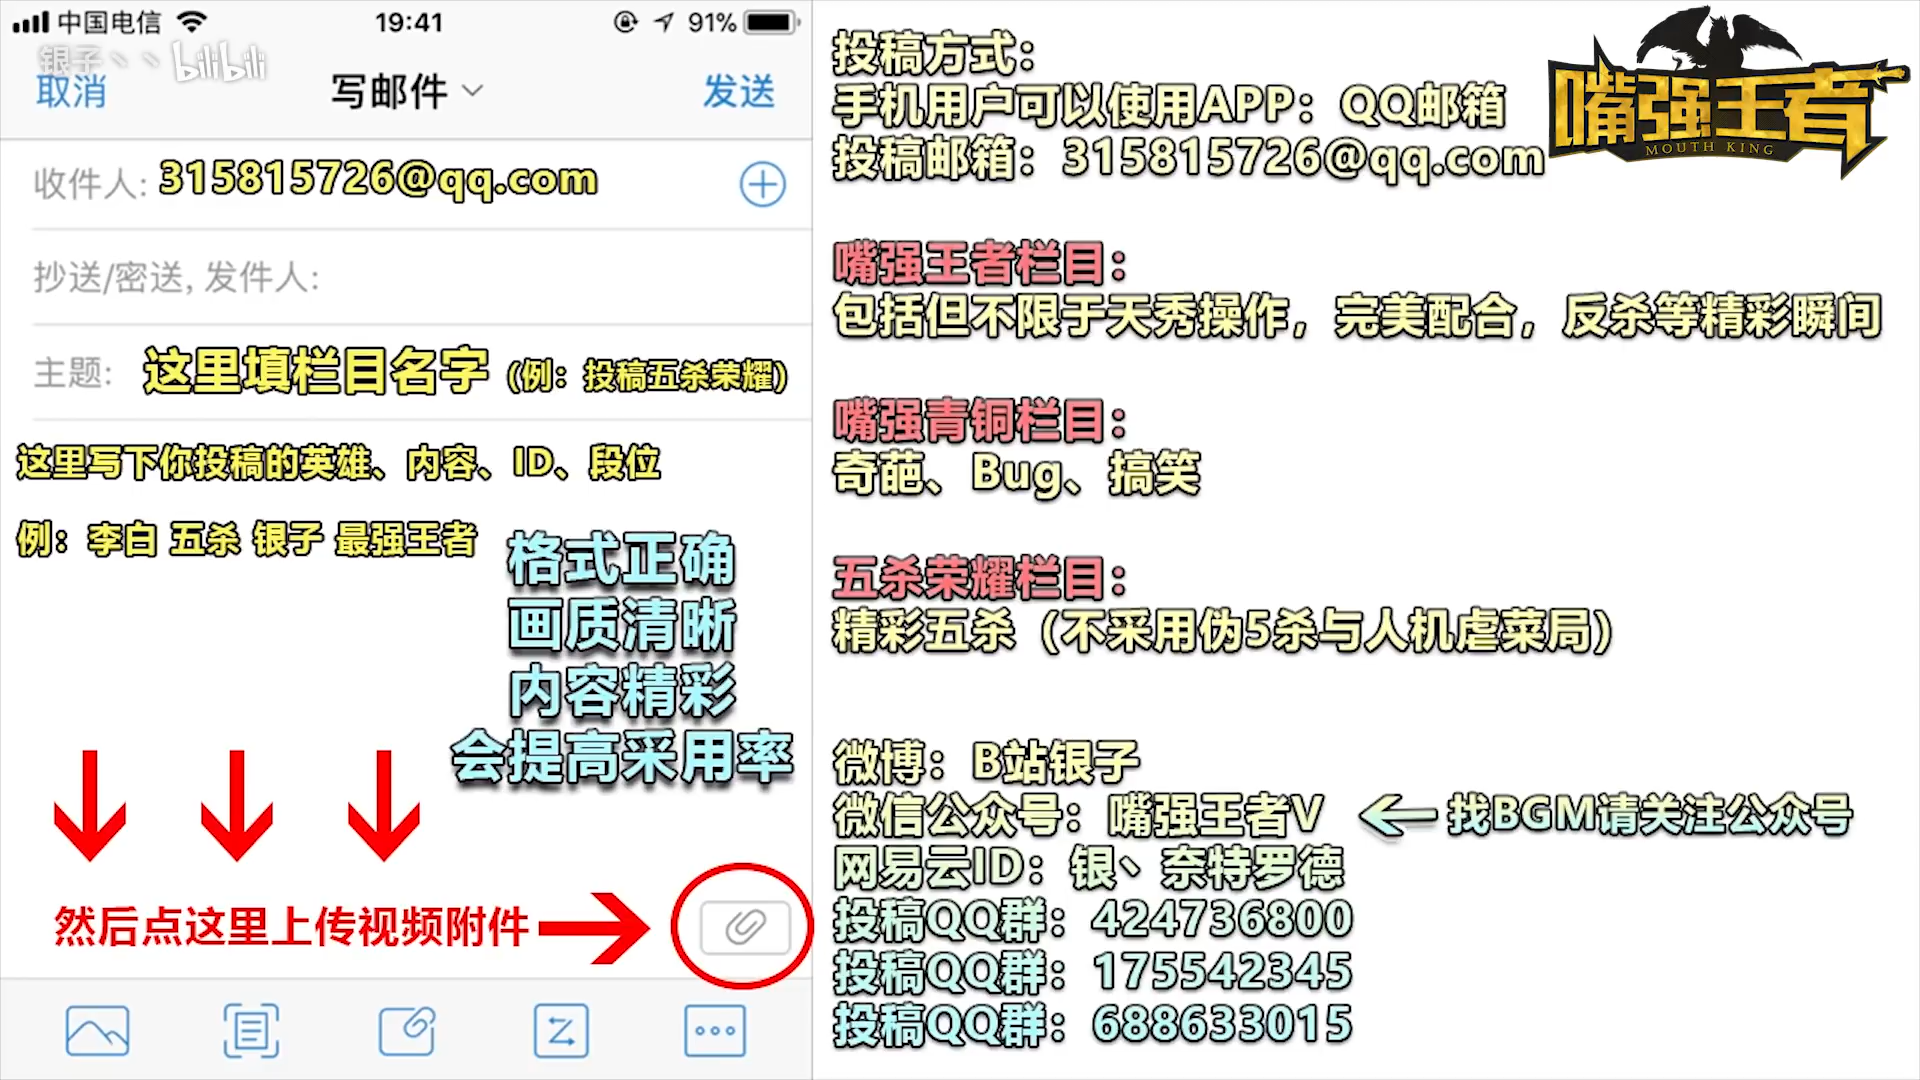 中国电信
19:41
91%
银子丶丶 bilibili
取消
写邮件
发送
收件人: 315815726@qq.com
抄送/密送, 发件人:
主题: 这里填栏目名字 (例：投稿五杀荣耀)
这里写下你投稿的英雄、内容、ID、段位
例：李白 五杀 银子 最强王者
格式正确
画质清晰
内容精彩
会提高采用率
然后点这里上传视频附件
投稿方式：
手机用户可以使用APP：QQ邮箱
投稿邮箱：315815726@qq.com
嘴强王者
MOUTH KING
嘴强王者栏目：
包括但不限于天秀操作，完美配合，反杀等精彩瞬间
嘴强青铜栏目：
奇葩、Bug、搞笑
五杀荣耀栏目：
精彩五杀（不采用伪5杀与人机虐菜局）
微博：B站银子
微信公众号：嘴强王者V ←找BGM请关注公众号
网易云ID：银丶奈特罗德
投稿QQ群：424736800
投稿QQ群：175542345
投稿QQ群：688633015